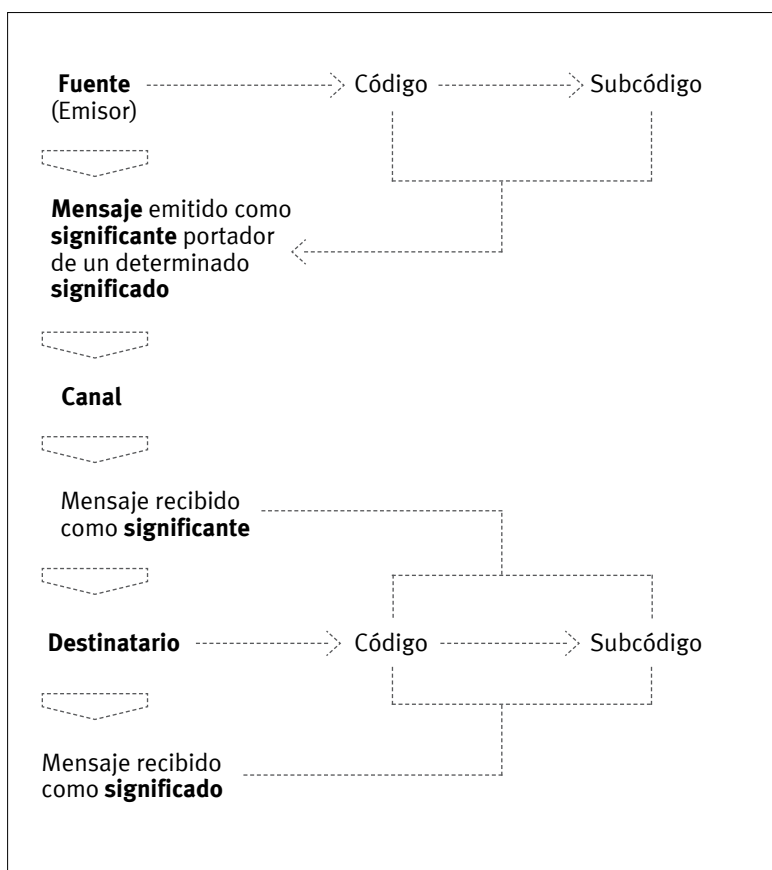 Fuente
(Emisor)
Código
Subcódigo
Mensaje emitido como
significante portador
de un determinado
significado
Canal
Mensaje recibido
como significante
Destinatario
Código
Subcódigo
Mensaje recibido
como significado